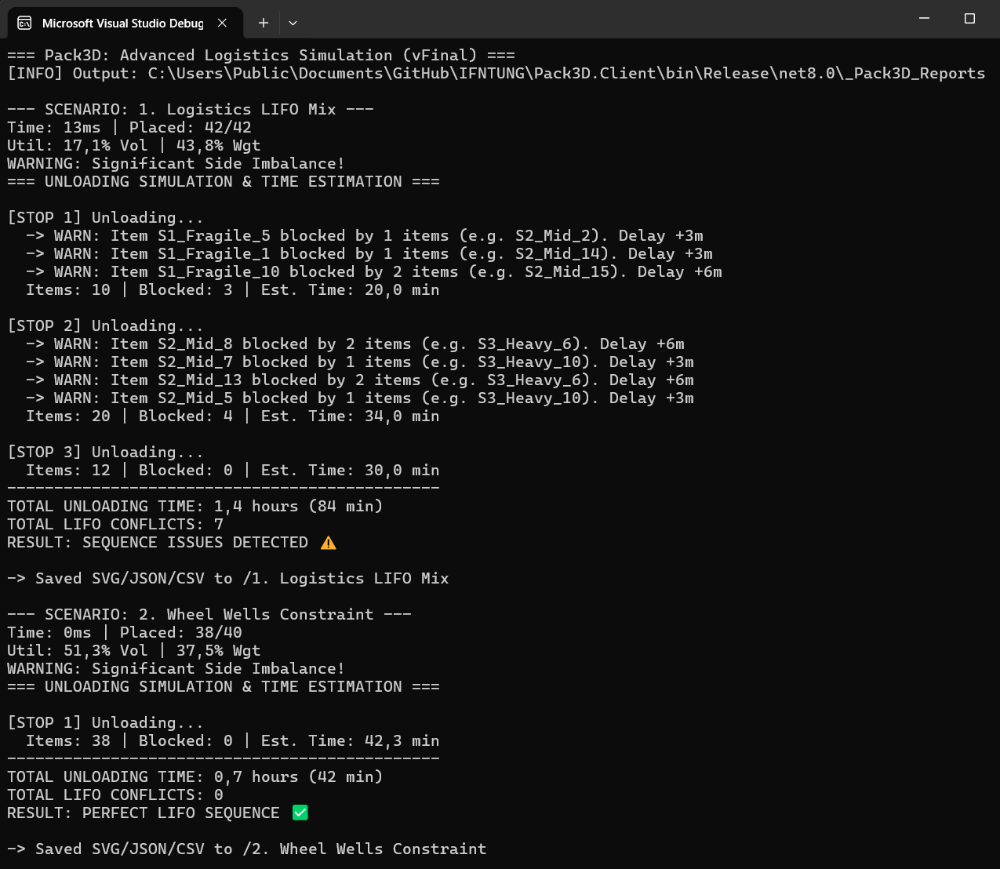 Microsoft Visual Studio Debug
=== Pack3D: Advanced Logistics Simulation (vFinal) ===
[INFO] Output: C:\Users\Public\Documents\GitHub\IFNTUNG\Pack3D.Client\bin\Release\net8.0\_Pack3D_Reports
--- SCENARIO: 1. Logistics LIFO Mix ---
Time: 13ms | Placed: 42/42
Util: 17,1% Vol | 43,8% Wgt
WARNING: Significant Side Imbalance!
=== UNLOADING SIMULATION & TIME ESTIMATION ===
[STOP 1] Unloading...
-> WARN: Item S1_Fragile_5 blocked by 1 items (e.g. S2_Mid_2). Delay +3m
-> WARN: Item S1_Fragile_1 blocked by 1 items (e.g. S2_Mid_14). Delay +3m
-> WARN: Item S1_Fragile_10 blocked by 2 items (e.g. S2_Mid_15). Delay +6m
Items: 10 | Blocked: 3 | Est. Time: 20,0 min
[STOP 2] Unloading...
-> WARN: Item S2_Mid_8 blocked by 2 items (e.g. S3_Heavy_6). Delay +6m
-> WARN: Item S2_Mid_7 blocked by 1 items (e.g. S3_Heavy_10). Delay +3m
-> WARN: Item S2_Mid_13 blocked by 2 items (e.g. S3_Heavy_6). Delay +6m
-> WARN: Item S2_Mid_5 blocked by 1 items (e.g. S3_Heavy_10). Delay +3m
Items: 20 | Blocked: 4 | Est. Time: 34,0 min
[STOP 3] Unloading...
Items: 12 | Blocked: 0 | Est. Time: 30,0 min
----------------------------------------------
TOTAL UNLOADING TIME: 1,4 hours (84 min)
TOTAL LIFO CONFLICTS: 7
RESULT: SEQUENCE ISSUES DETECTED ⚠️
-> Saved SVG/JSON/CSV to /1. Logistics LIFO Mix
--- SCENARIO: 2. Wheel Wells Constraint ---
Time: 0ms | Placed: 38/40
Util: 51,3% Vol | 37,5% Wgt
WARNING: Significant Side Imbalance!
=== UNLOADING SIMULATION & TIME ESTIMATION ===
[STOP 1] Unloading...
Items: 38 | Blocked: 0 | Est. Time: 42,3 min
----------------------------------------------
TOTAL UNLOADING TIME: 0,7 hours (42 min)
TOTAL LIFO CONFLICTS: 0
RESULT: PERFECT LIFO SEQUENCE ✅
-> Saved SVG/JSON/CSV to /2. Wheel Wells Constraint